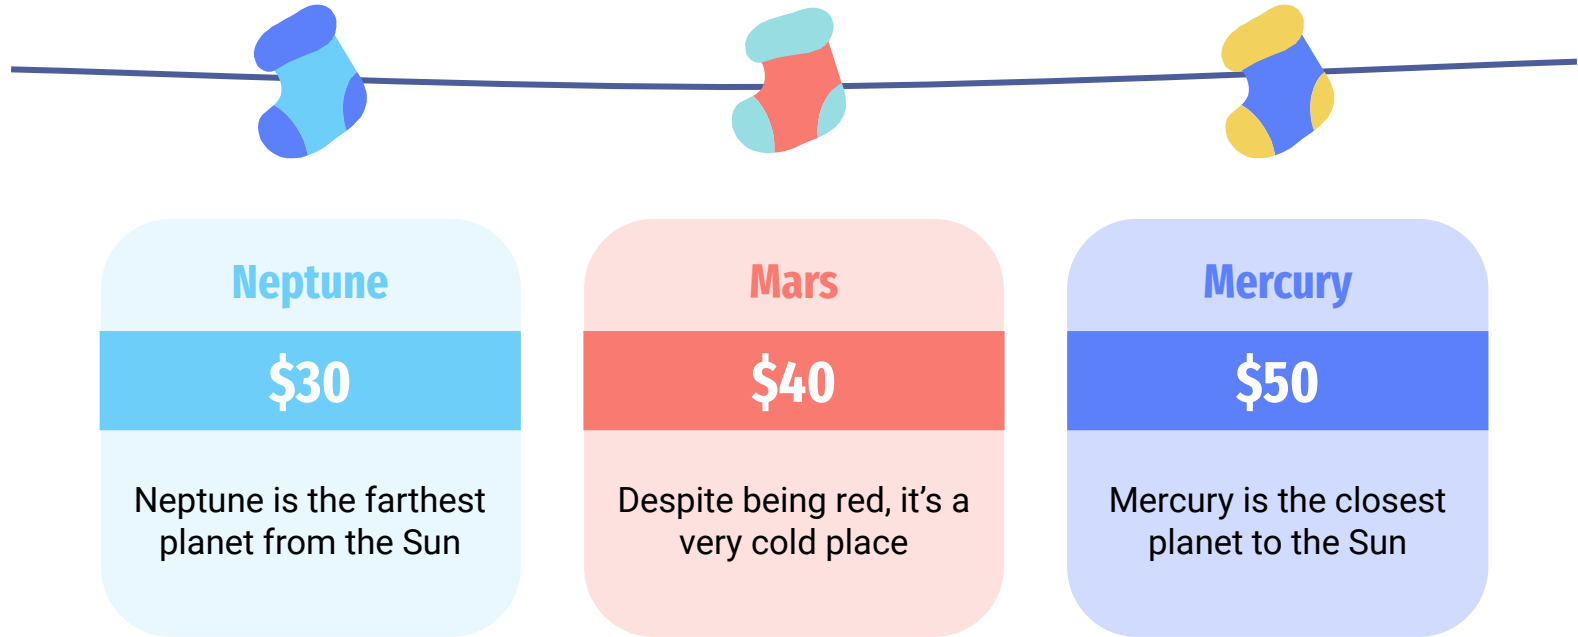 Neptune
$30
Neptune is the farthest
planet from the Sun
Mars
$40
Despite being red, it’s a
very cold place
Mercury
$50
Mercury is the closest
planet to the Sun